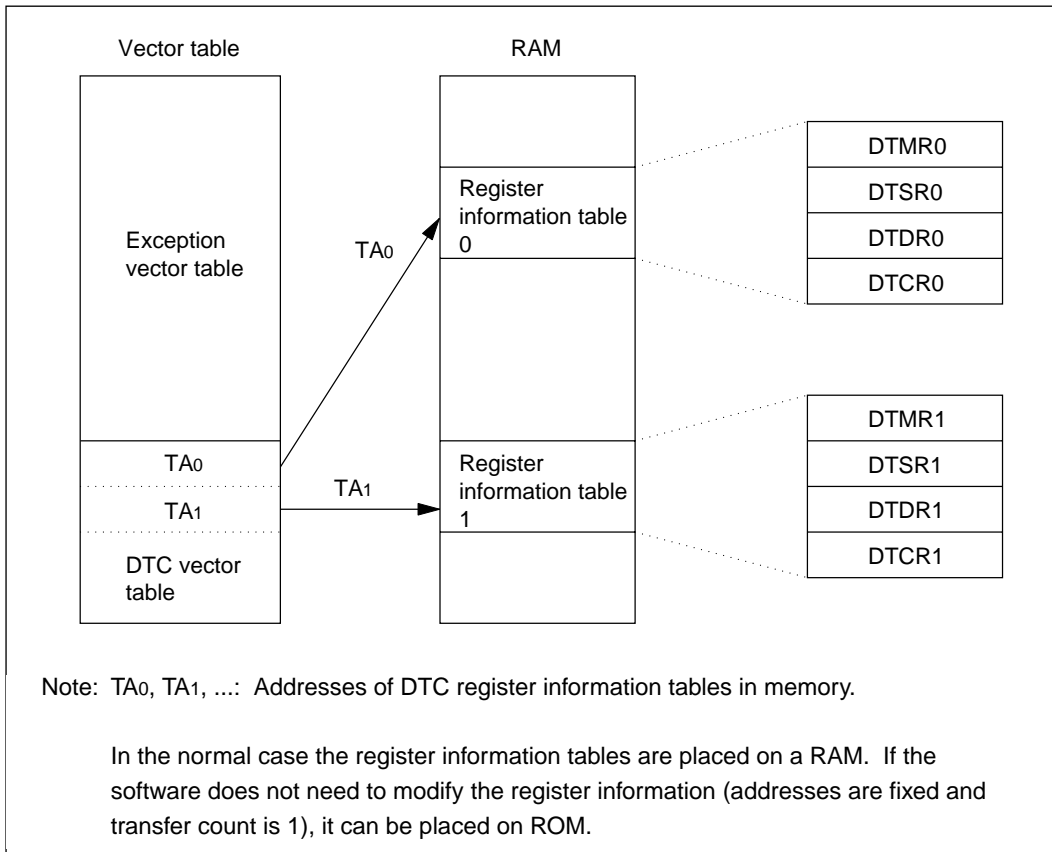 Vector table
RAM
Exception
vector table
TA0
TA1
DTC vector
table
TA0
TA1
Register
information table
0
Register
information table
1
DTMR0
DTSR0
DTDR0
DTCR0
DTMR1
DTSR1
DTDR1
DTCR1
Note: TA0, TA1, ...: Addresses of DTC register information tables in memory.
In the normal case the register information tables are placed on a RAM. If the
software does not need to modify the register information (addresses are fixed and
transfer count is 1), it can be placed on ROM.